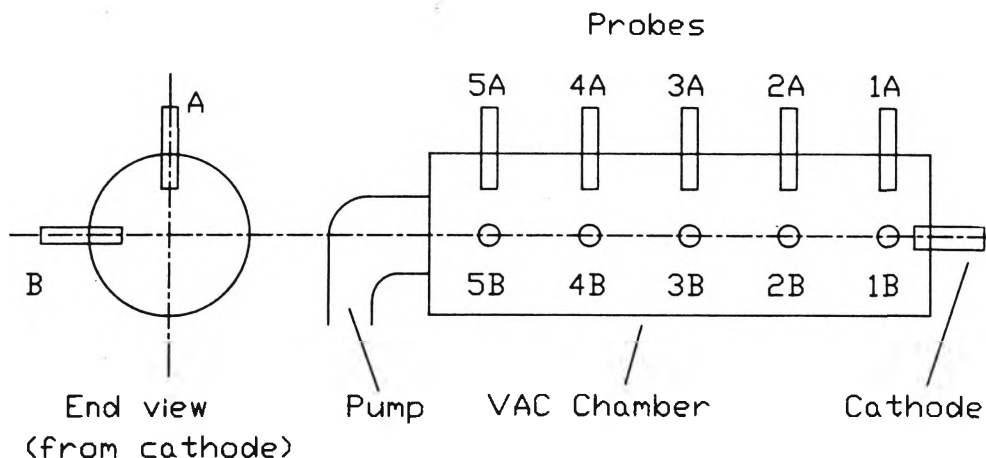 Probes
A
5A 4A 3A 2A 1A
B
5B 4B 3B 2B 1B
End view
(from cathode)
Pump
VAC Chamber
Cathode